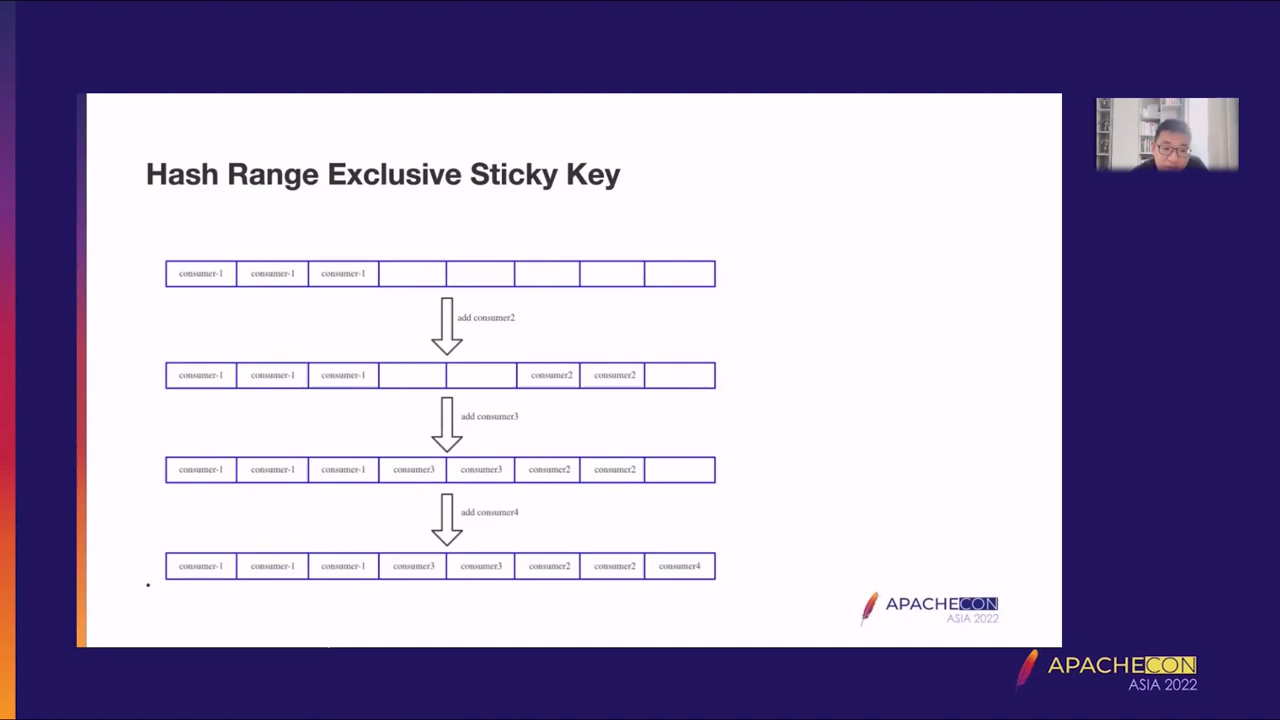 Hash Range Exclusive Sticky Key
consumer-1 consumer-1 consumer-1
add consumer2
consumer-1 consumer-1 consumer-1 consumer2 consumer2
add consumer3
consumer-1 consumer-1 consumer-1 consumer3 consumer3 consumer2 consumer2
add consumer4
consumer-1 consumer-1 consumer-1 consumer3 consumer3 consumer2 consumer2 consumer4
APACHECON
ASIA 2022
APACHECON
ASIA 2022